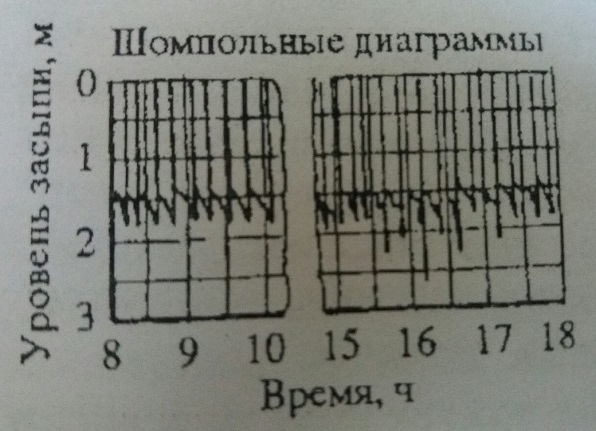 Шомпольные диаграммы
Уровень засыпи, м
0
1
2
3
8 9 10 15 16 17 18
Время, ч